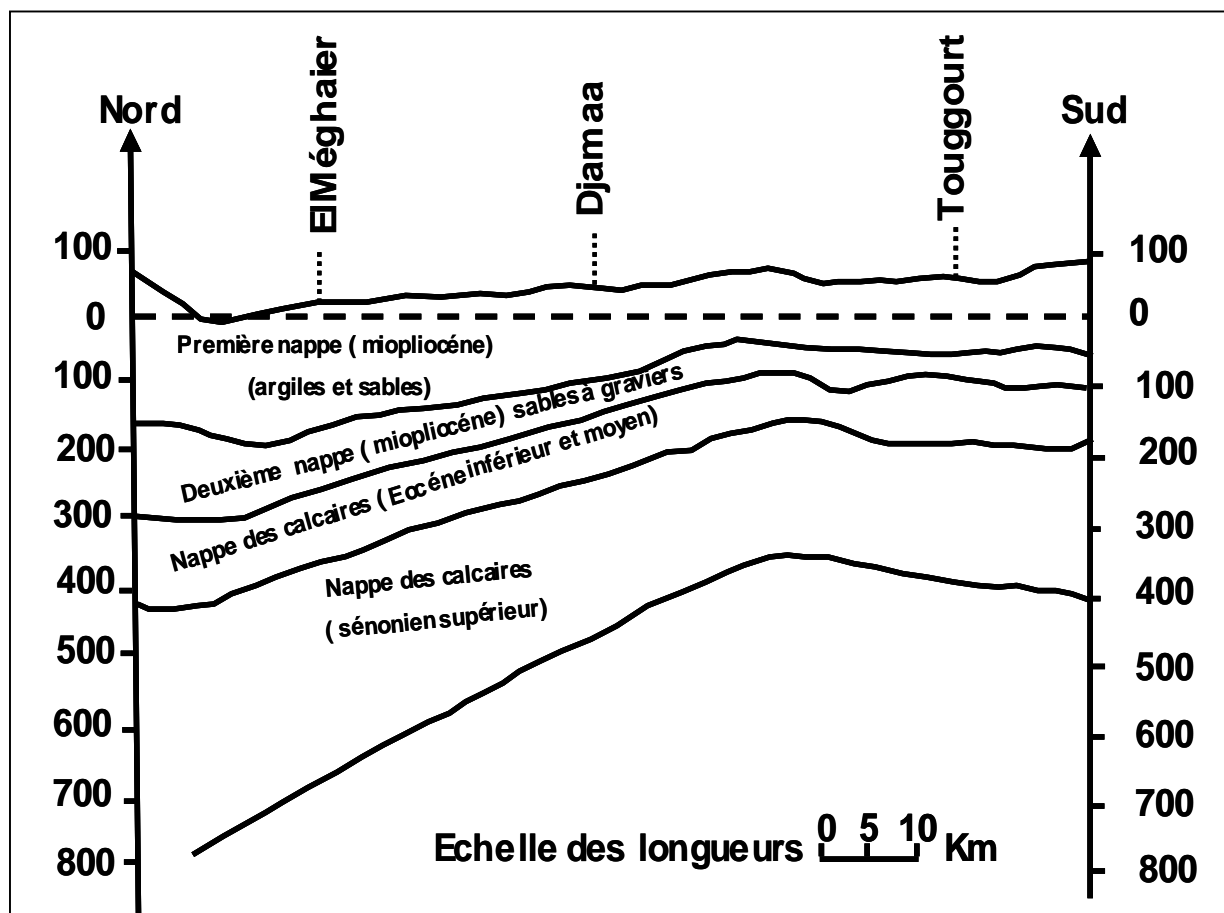 Nord
El Méghaier
Djamaa
Touggourt
Sud
100
0
100
200
300
400
500
600
700
800
100
0
100
200
300
400
500
600
700
800
Première nappe ( miopliocéne)
(argiles et sables)
Deuxième nappe ( miopliocéne) sables à graviers
Nappe des calcaires ( Eocéne inférieur et moyen)
Nappe des calcaires
( sénonien supérieur)
Echelle des longueurs 0 5 10 Km